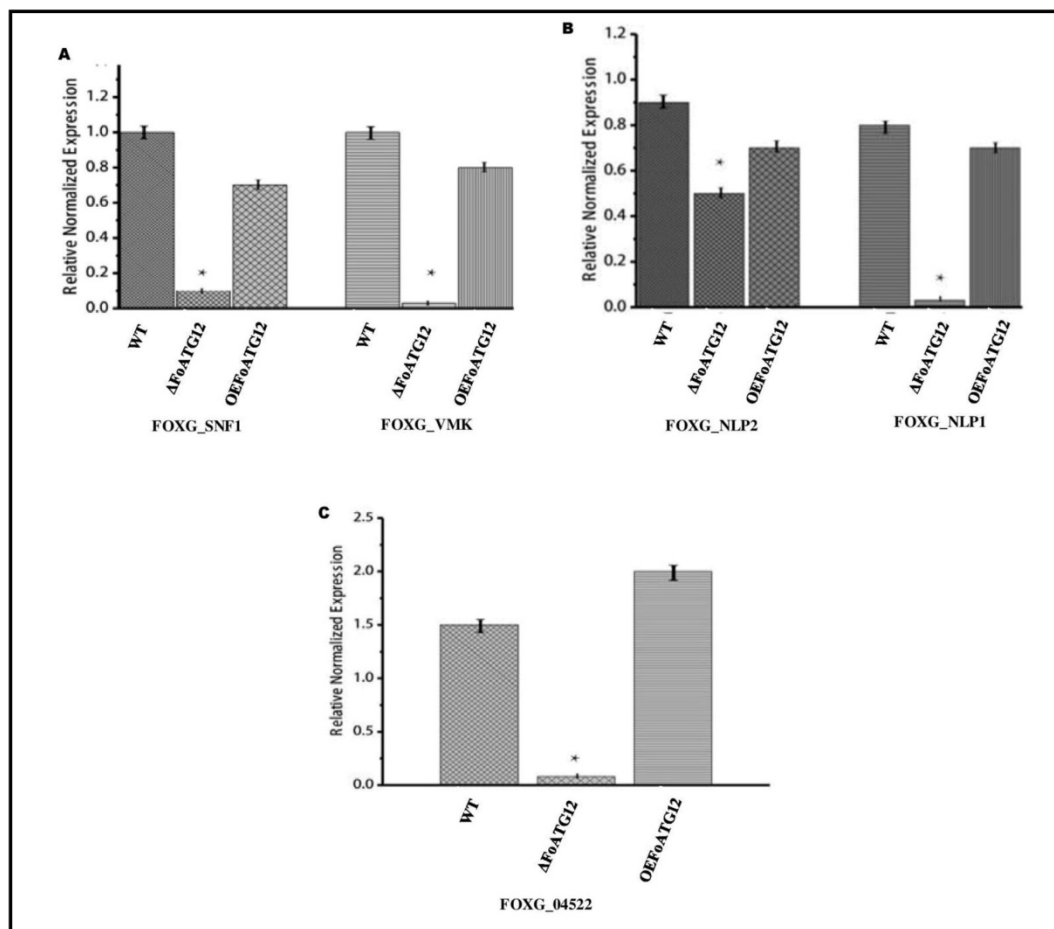 A
Relative Normalized Expression
1.2
1.0
0.8
0.6
0.4
0.2
0.0
*
*
WT
ΔFoATG12
OEFoATG12
WT
ΔFoATG12
OEFoATG12
FOXG_SNF1
FOXG_VMK
B
Relative Normalized Expression
1.2
1.0
0.8
0.6
0.4
0.2
0.0
*
*
WT
ΔFoATG12
OEFoATG12
WT
ΔFoATG12
OEFoATG12
FOXG_NLP2
FOXG_NLP1
C
Relative Normalized Expression
2.5
2.0
1.5
1.0
0.5
0.0
*
WT
ΔFoATG12
OEFoATG12
FOXG_04522